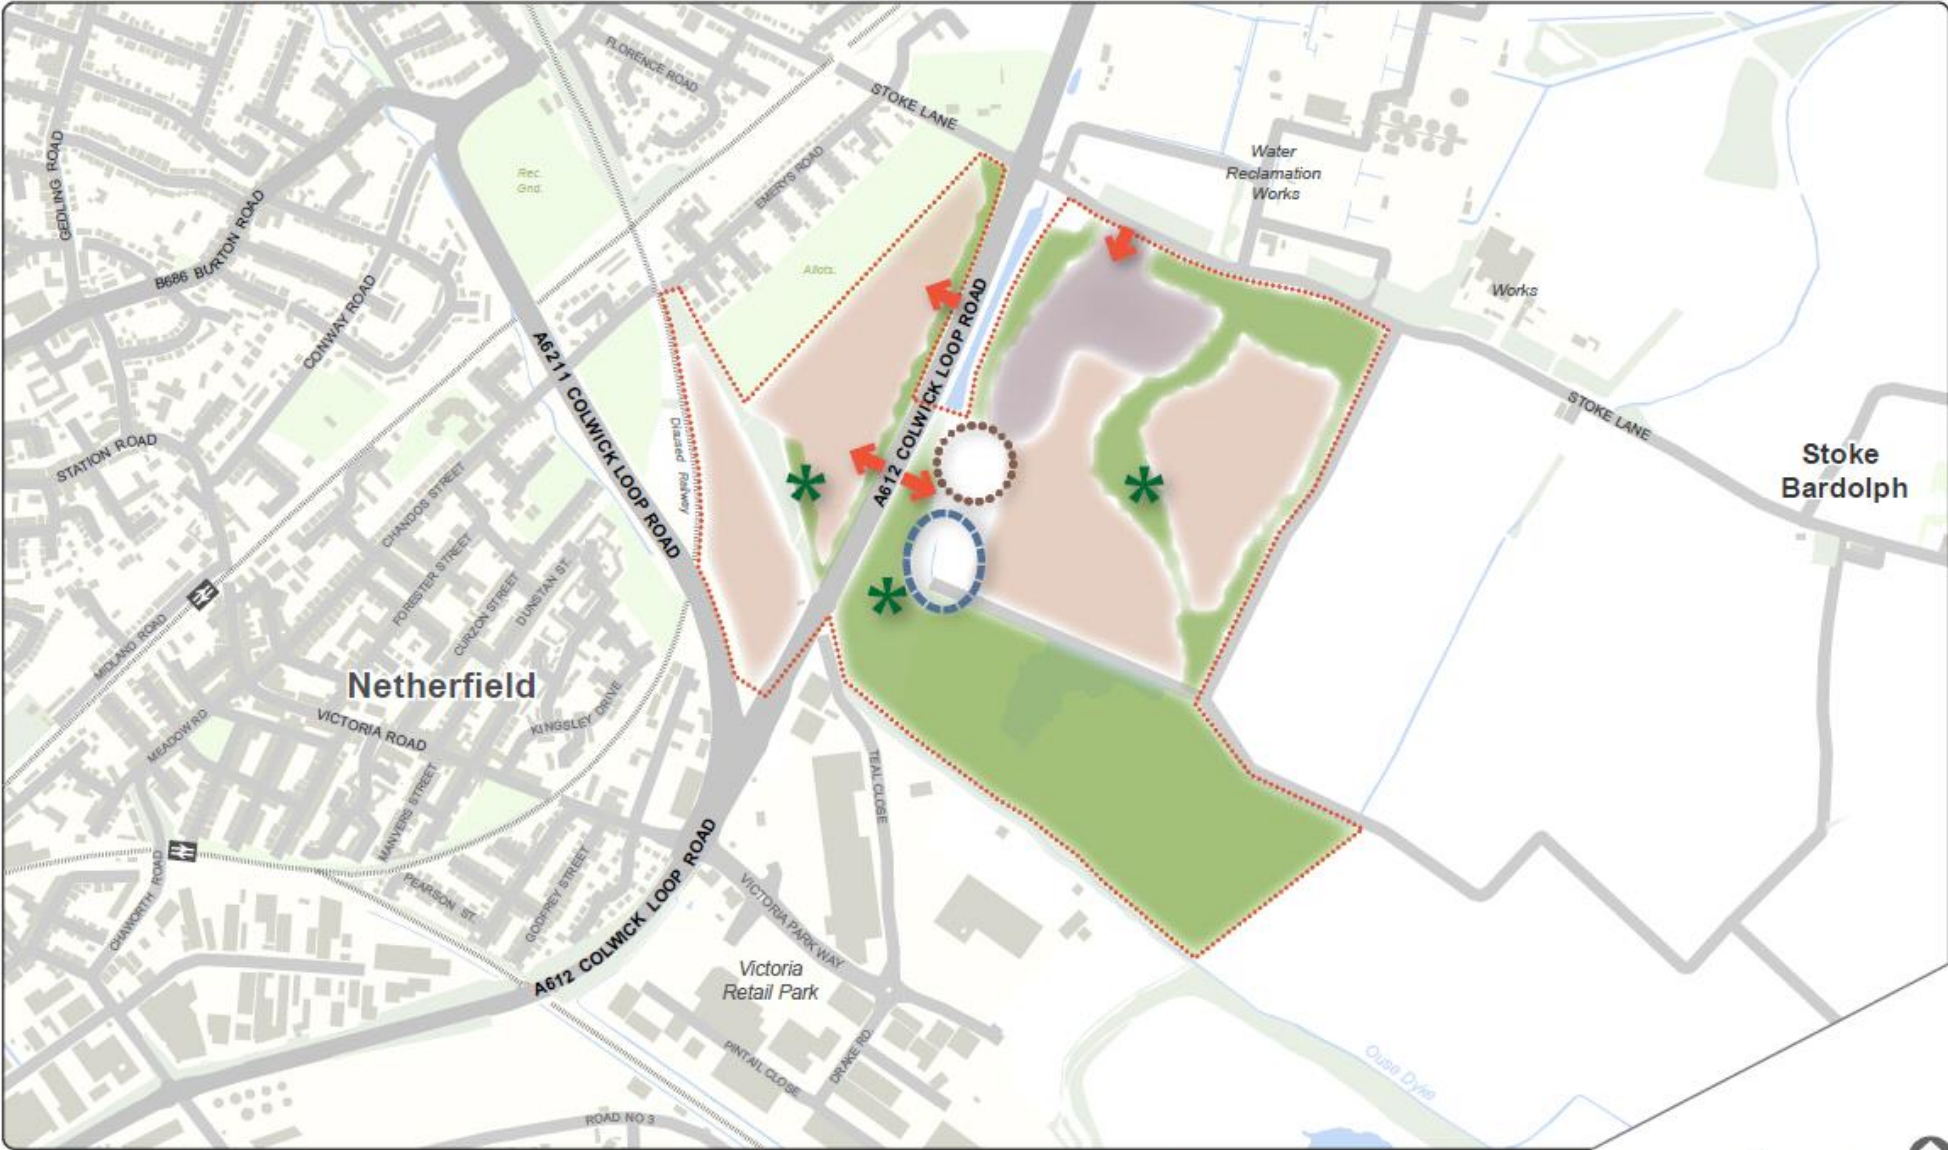 FLORENCE ROAD
STOKE LANE
GEDLING ROAD
Rec.
Gnd.
EMERYS ROAD
Water
Reclamation
Works
B686 BURTON ROAD
Allots.
CONWAY ROAD
Works
A6211 COLWICK LOOP ROAD
A612 COLWICK LOOP ROAD
STOKE LANE
STATION ROAD
Disused Railway
Stoke
Bardolph
CHANDOS STREET
FORESTER STREET
CURZON STREET
DUNSTAN ST.
MIDLAND ROAD
Netherfield
MEADOW RD
VICTORIA ROAD
KINGSLEY DRIVE
TEAL CLOSE
MANVERS STREET
CHAWORTH ROAD
PEARSON ST.
GODFREY STREET
A612 COLWICK LOOP ROAD
VICTORIA PARK WAY
Victoria
Retail Park
PINTAIL CLOSE
DRAKE RD.
Ouse Dyke
ROAD NO 3